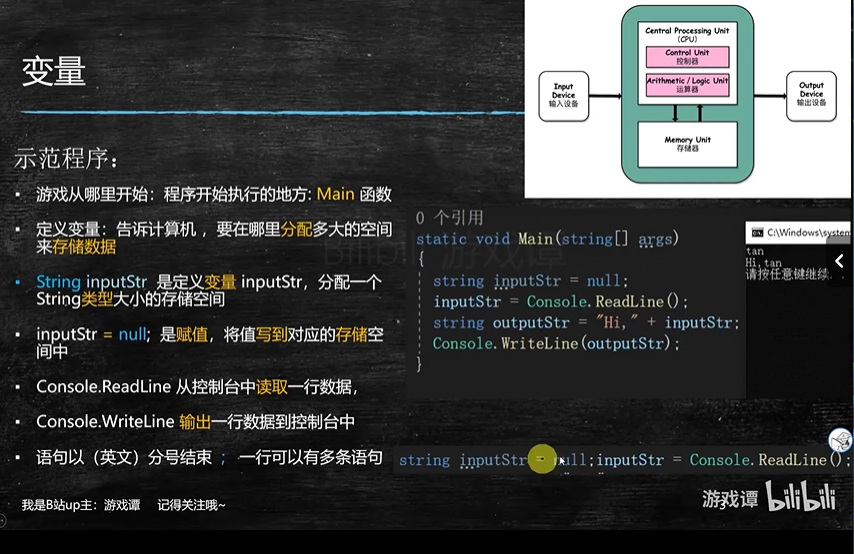 变量
Central Processing Unit
(CPU)
Control Unit
控制器
Arithmetic / Logic Unit
运算器
Input
Device
输入设备
Output
Device
输出设备
Memory Unit
存储器
示范程序：
▪ 游戏从哪里开始：程序开始执行的地方: Main 函数
▪ 定义变量：告诉计算机 ，要在哪里分配多大的空间
来存储数据
▪ String inputStr 是定义变量 inputStr，分配一个
String类型大小的存储空间
▪ inputStr = null; 是赋值，将值写到对应的存储空
间中
▪ Console.ReadLine 从控制台中读取一行数据，
▪ Console.WriteLine 输出一行数据到控制台中
▪ 语句以（英文）分号结束 ； 一行可以有多条语句
0 个引用
static void Main(string[] args)
{
string inputStr = null;
inputStr = Console.ReadLine();
string outputStr = "Hi," + inputStr;
Console.WriteLine(outputStr);
}
C:\Windows\system
tan
Hi,tan
请按任意键继续.
string inputStr = null;inputStr = Console.ReadLine();
我是B站up主：游戏谭 记得关注哦~
游戏谭 bilibili